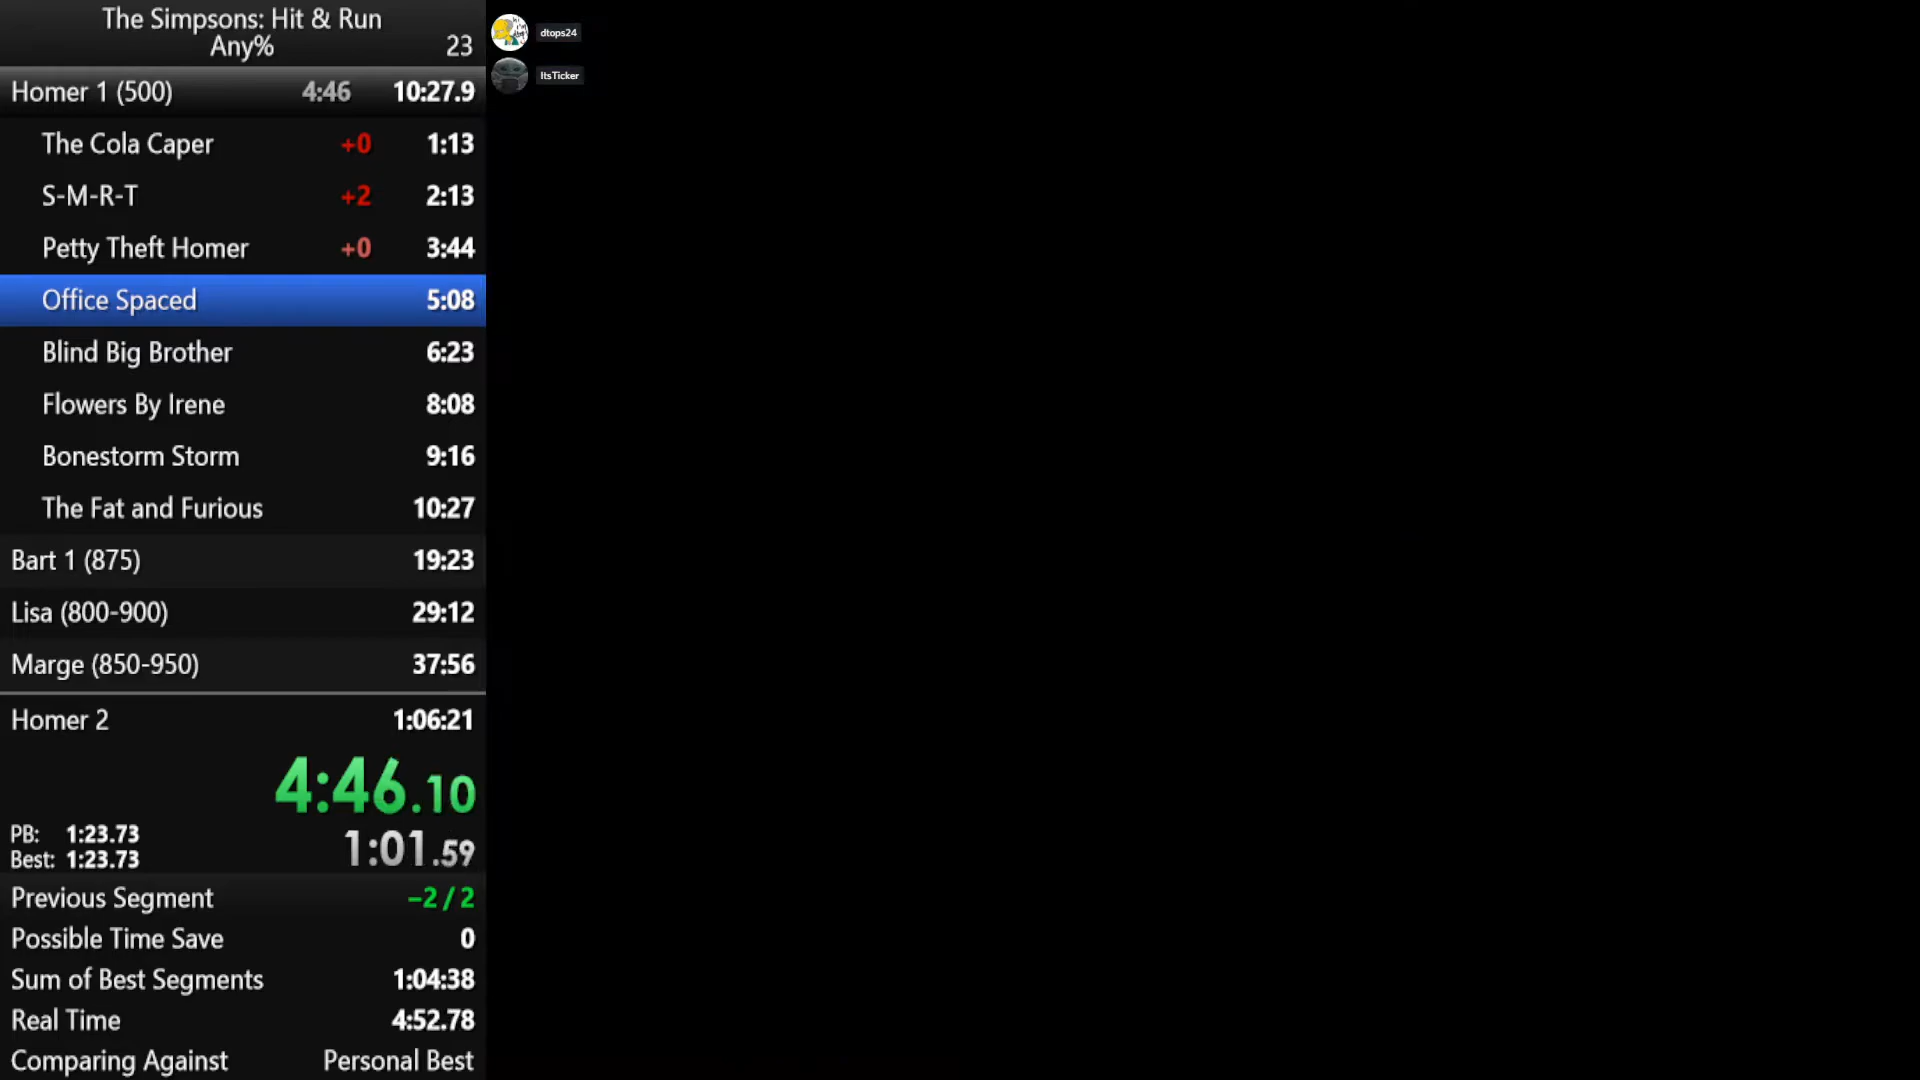 The Simpsons: Hit & Run
Any% 23
Homer 1 (500) 4:46 10:27.9
The Cola Caper +0 1:13
S-M-R-T +2 2:13
Petty Theft Homer +0 3:44
Office Spaced 5:08
Blind Big Brother 6:23
Flowers By Irene 8:08
Bonestorm Storm 9:16
The Fat and Furious 10:27
Bart 1 (875) 19:23
Lisa (800-900) 29:12
Marge (850-950) 37:56
Homer 2 1:06:21
4:46.10
PB: 1:23.73
Best: 1:23.73
1:01.59
Previous Segment −2 / 2
Possible Time Save 0
Sum of Best Segments 1:04:38
Real Time 4:52.78
Comparing Against Personal Best
dtops24
ItsTicker